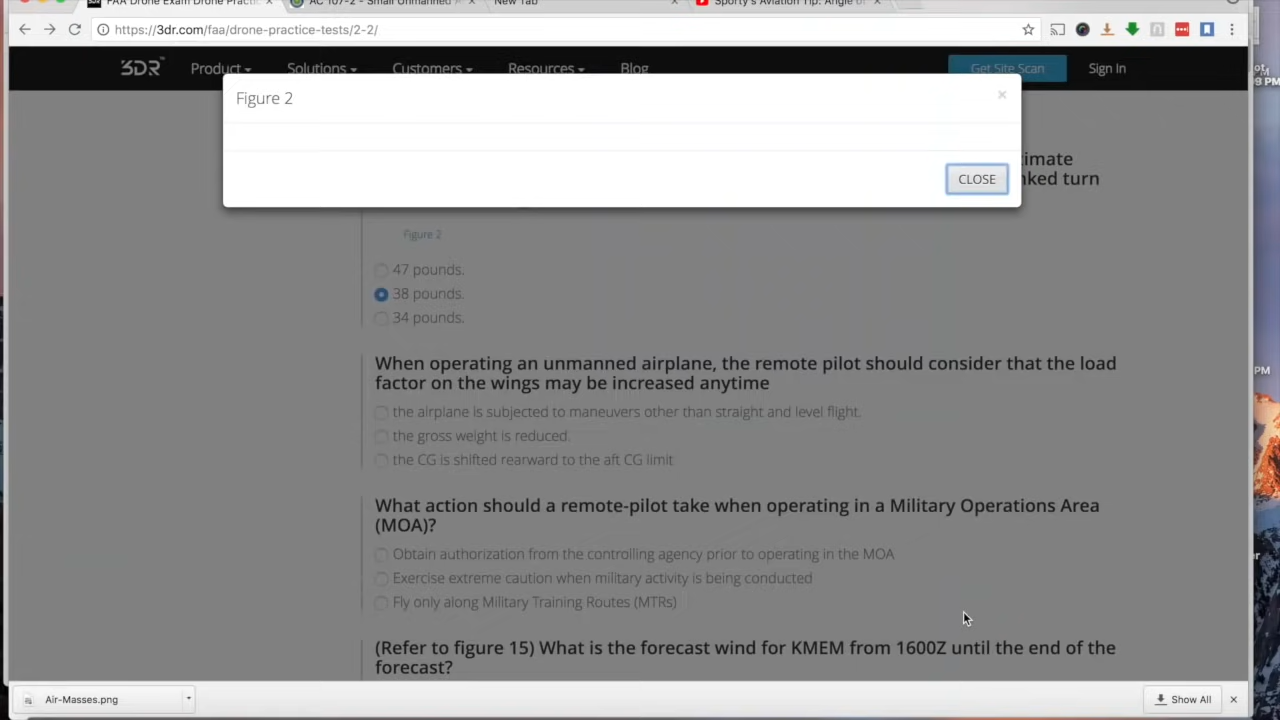 FAA Drone Exam Drone Practi
AC 107-2 - Small Unmanned A
New Tab
Sporty's Aviation Tip: Angle of
https://3dr.com/faa/drone-practice-tests/2-2/
3DR
Product
Solutions
Customers
Resources
Blog
Get Site Scan
Sign In
Figure 2
×
CLOSE
timate
nked turn
Figure 2
47 pounds.
38 pounds.
34 pounds.
When operating an unmanned airplane, the remote pilot should consider that the load
factor on the wings may be increased anytime
the airplane is subjected to maneuvers other than straight and level flight.
the gross weight is reduced.
the CG is shifted rearward to the aft CG limit
What action should a remote-pilot take when operating in a Military Operations Area
(MOA)?
Obtain authorization from the controlling agency prior to operating in the MOA
Exercise extreme caution when military activity is being conducted
Fly only along Military Training Routes (MTRs)
(Refer to figure 15) What is the forecast wind for KMEM from 1600Z until the end of the
forecast?
Air-Masses.png
Show All
PM